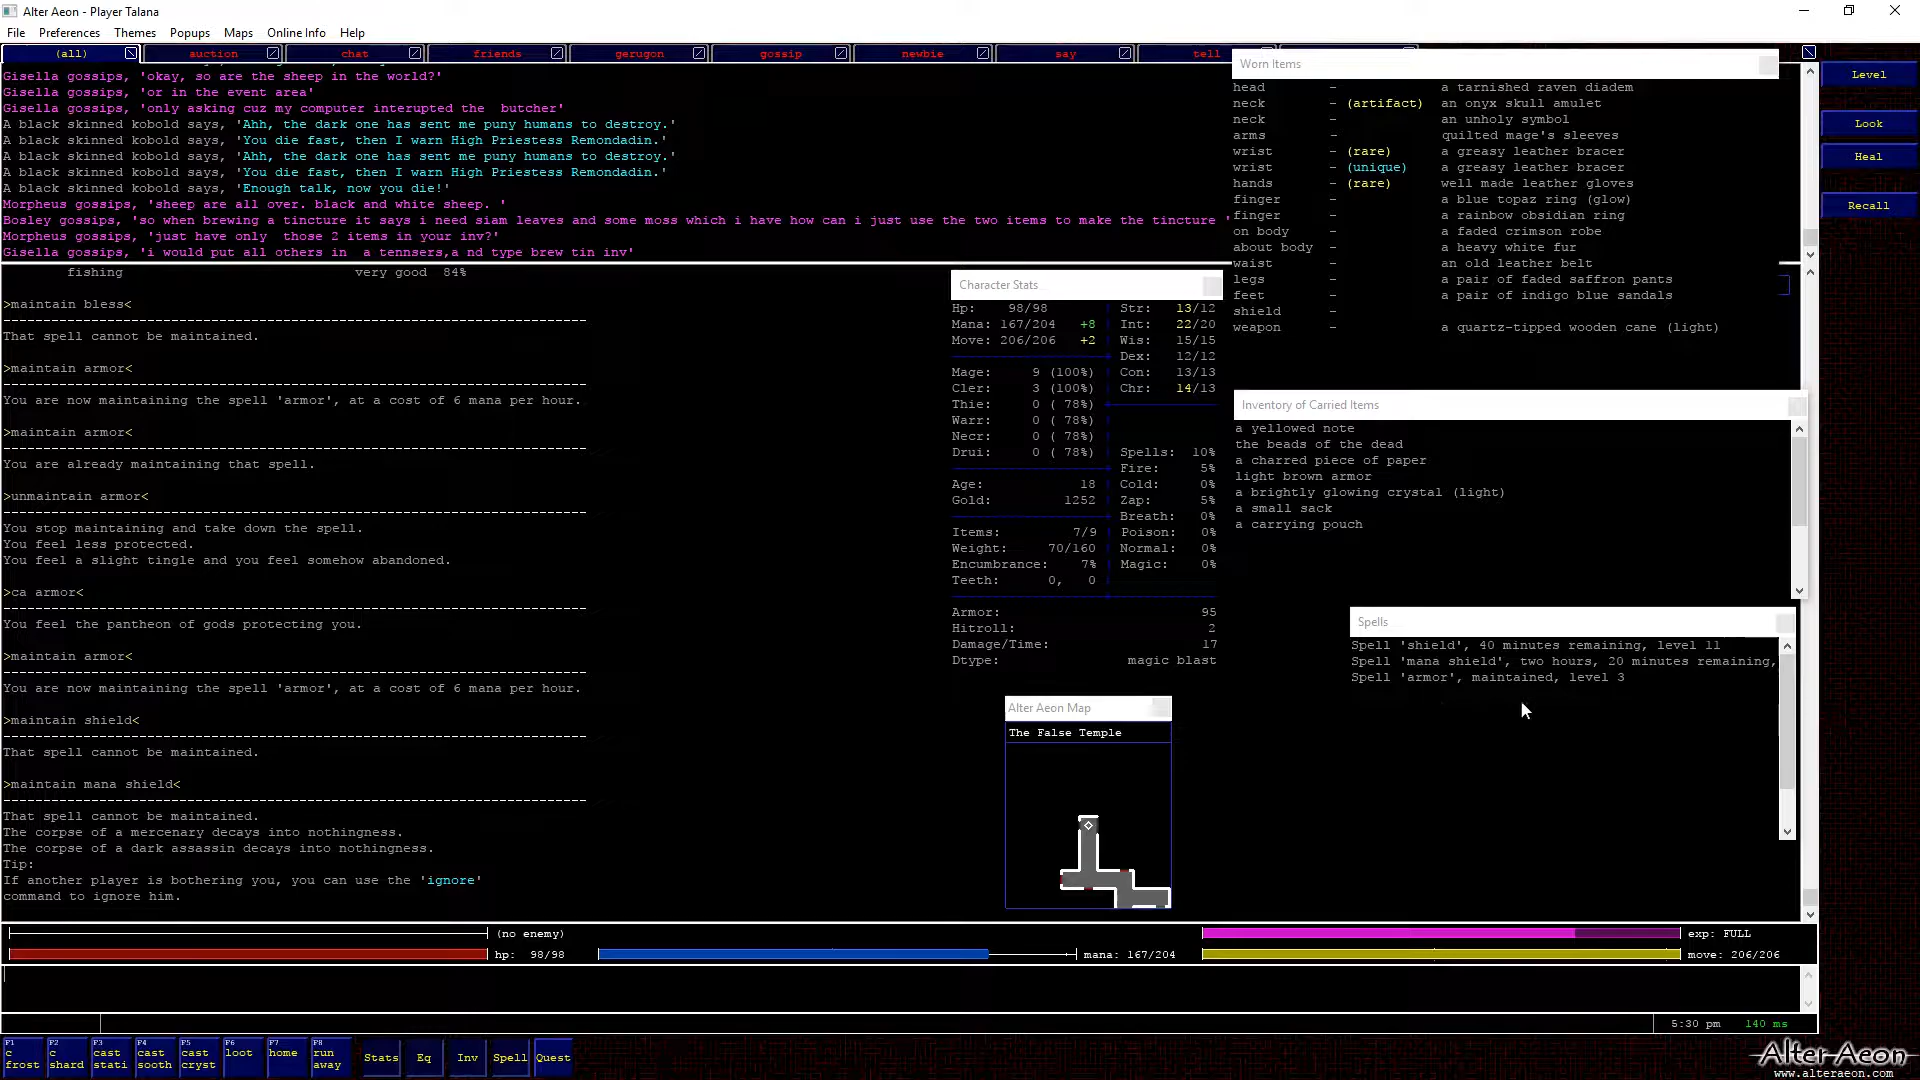 Alter Aeon - Player Talana
File Preferences Themes Popups Maps Online Info Help
(all) auction chat friends gerugon gossip newbie say tell
Gisella gossips, 'okay, so are the sheep in the world?'
Gisella gossips, 'or in the event area'
Gisella gossips, 'only asking cuz my computer interupted the  butcher'
A black skinned kobold says, 'Ahh, the dark one has sent me puny humans to destroy.'
A black skinned kobold says, 'You die fast, then I warn High Priestess Remondadin.'
A black skinned kobold says, 'Ahh, the dark one has sent me puny humans to destroy.'
A black skinned kobold says, 'You die fast, then I warn High Priestess Remondadin.'
A black skinned kobold says, 'Enough talk, now you die!'
Morpheus gossips, 'sheep are all over. black and white sheep. '
Bosley gossips, 'so when brewing a tincture it says i need siam leaves and some moss which i have how can i just use the two items to make the tincture '
Morpheus gossips, 'just have only  those 2 items in your inv?'
Gisella gossips, 'i would put all others in  a tennsers,a nd type brew tin inv'
fishing very good 84%
>maintain bless<
That spell cannot be maintained.
>maintain armor<
You are now maintaining the spell 'armor', at a cost of 6 mana per hour.
>maintain armor<
You are already maintaining that spell.
>unmaintain armor<
You stop maintaining and take down the spell.
You feel less protected.
You feel a slight tingle and you feel somehow abandoned.
>ca armor<
You feel the pantheon of gods protecting you.
>maintain armor<
You are now maintaining the spell 'armor', at a cost of 6 mana per hour.
>maintain shield<
That spell cannot be maintained.
>maintain mana shield<
That spell cannot be maintained.
The corpse of a mercenary decays into nothingness.
The corpse of a dark assassin decays into nothingness.
Tip:
If another player is bothering you, you can use the 'ignore'
command to ignore him.
Character Stats
Hp: 98/98 Str: 13/12
Mana: 167/204 +8 Int: 22/20
Move: 206/206 +2 Wis: 15/15
Dex: 12/12
Mage: 9 (100%) Con: 13/13
Cler: 3 (100%) Chr: 14/13
Thie: 0 ( 78%)
Warr: 0 ( 78%)
Necr: 0 ( 78%)
Drui: 0 ( 78%) Spells: 10%
Fire: 5%
Age: 18 Cold: 0%
Gold: 1252 Zap: 5%
Breath: 0%
Items: 7/9 Poison: 0%
Weight: 70/160 Normal: 0%
Encumbrance: 7% Magic: 0%
Teeth: 0, 0
Armor: 95
Hitroll: 2
Damage/Time: 17
Dtype: magic blast
Alter Aeon Map
The False Temple
Worn Items
head - a tarnished raven diadem
neck - (artifact) an onyx skull amulet
neck - an unholy symbol
arms - quilted mage's sleeves
wrist - (rare) a greasy leather bracer
wrist - (unique) a greasy leather bracer
hands - (rare) well made leather gloves
finger - a blue topaz ring (glow)
finger - a rainbow obsidian ring
on body - a faded crimson robe
about body - a heavy white fur
waist - an old leather belt
legs - a pair of faded saffron pants
feet - a pair of indigo blue sandals
shield -
weapon - a quartz-tipped wooden cane (light)
Inventory of Carried Items
a yellowed note
the beads of the dead
a charred piece of paper
light brown armor
a brightly glowing crystal (light)
a small sack
a carrying pouch
Spells
Spell 'shield', 40 minutes remaining, level 11
Spell 'mana shield', two hours, 20 minutes remaining,
Spell 'armor', maintained, level 3
Level
Look
Heal
Recall
(no enemy) exp: FULL
hp: 98/98 mana: 167/204 move: 206/206
5:30 pm 140 ms
F1 c frost
F2 c shard
F3 cast stati
F4 cast sooth
F5 cast cryst
F6 loot
F7 home
F8 run away
Stats Eq Inv Spell Quest
Alter Aeon
www.alteraeon.com